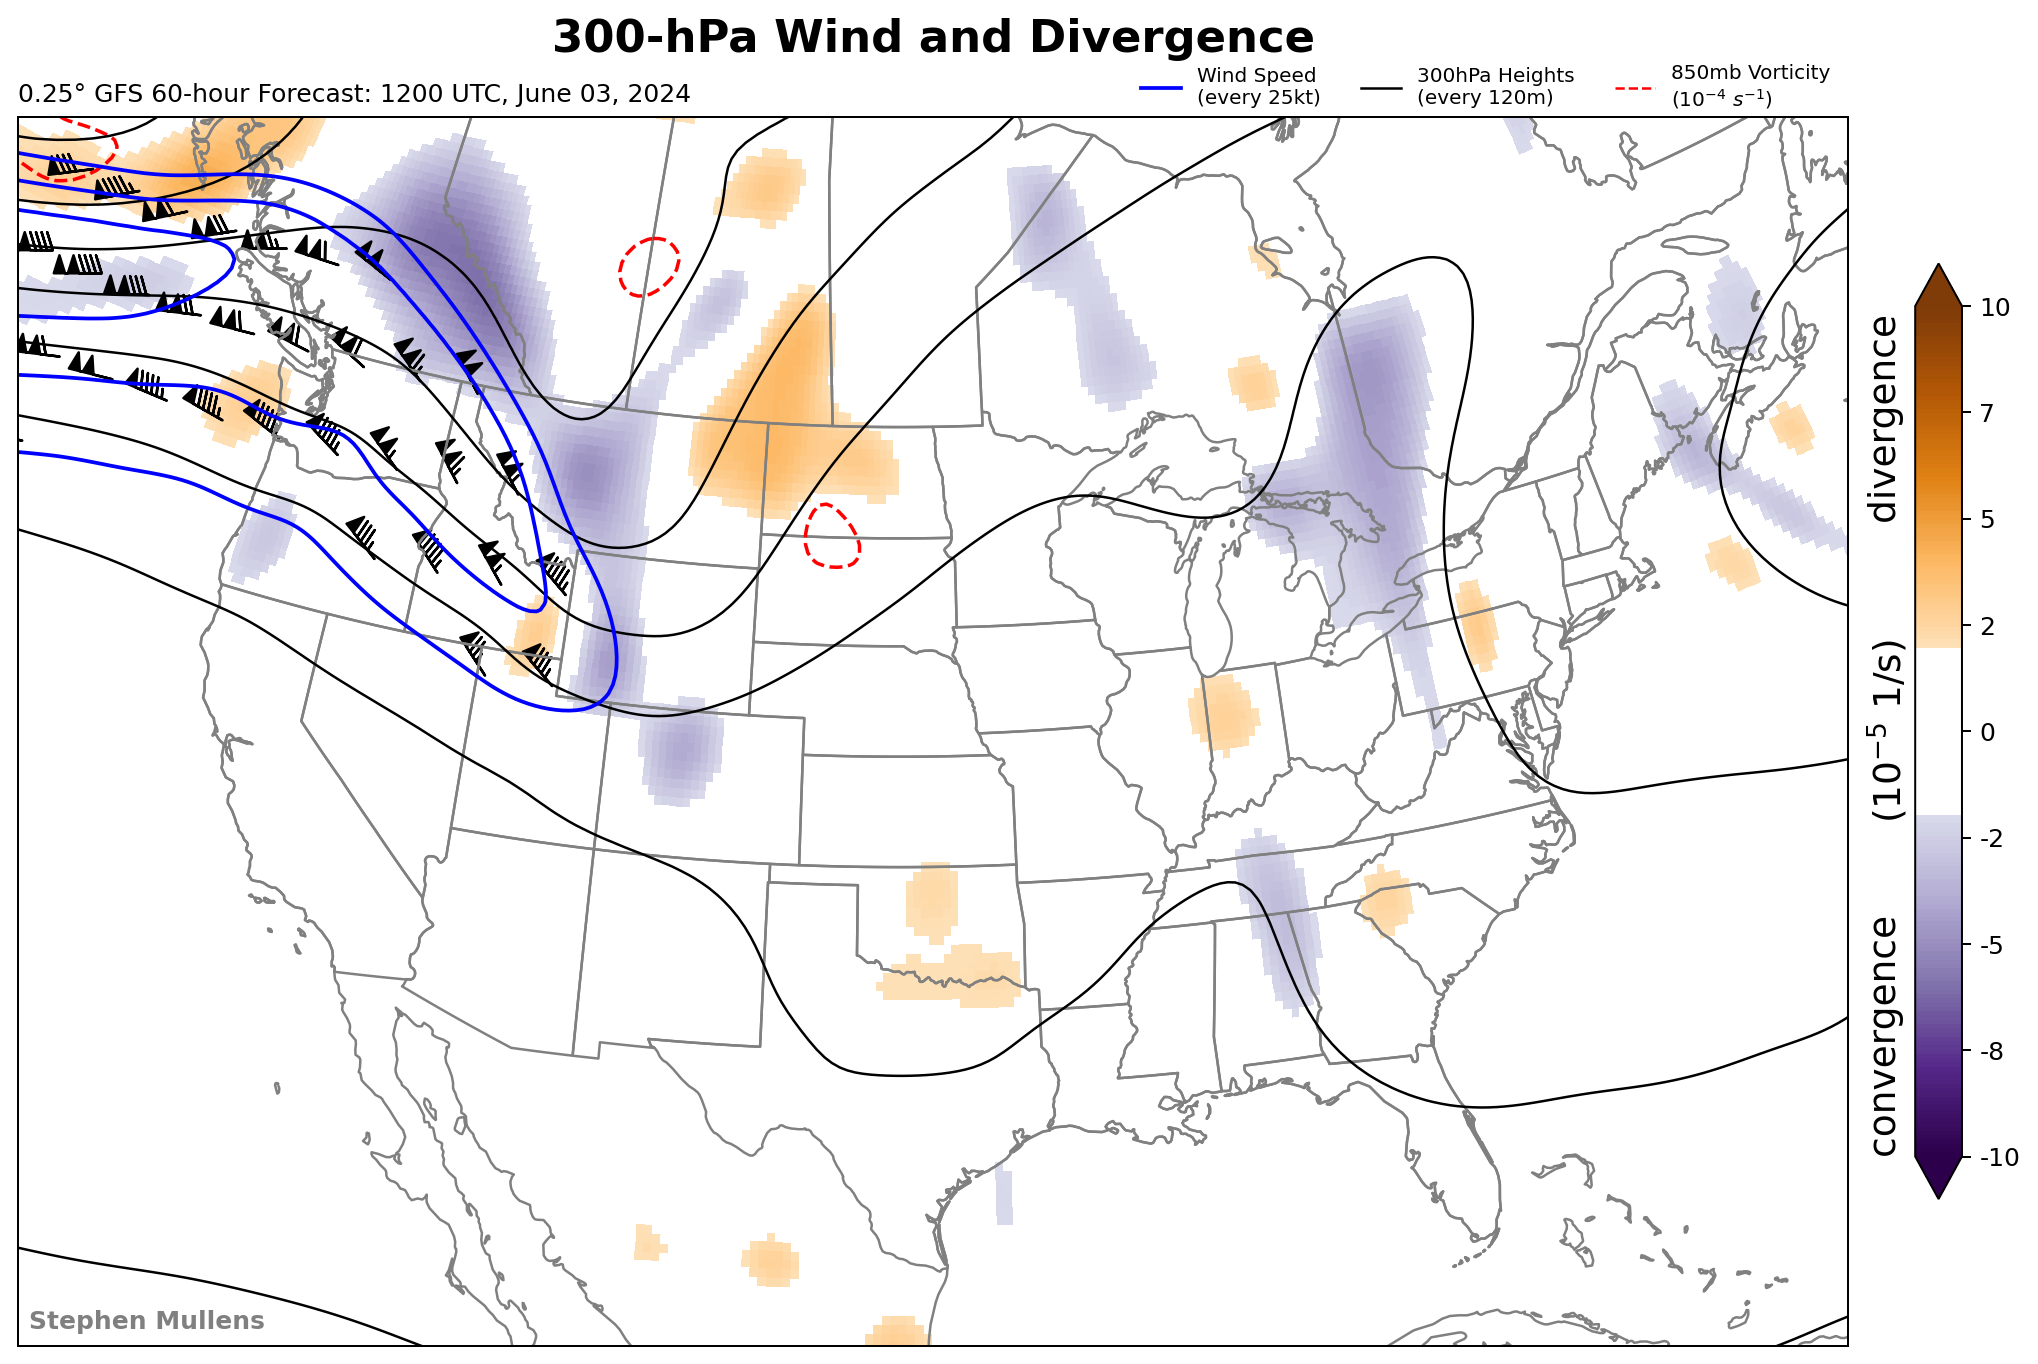 300-hPa Wind and Divergence
0.25° GFS 60-hour Forecast: 1200 UTC, June 03, 2024
Wind Speed
(every 25kt)
300hPa Heights
(every 120m)
850mb Vorticity
(10⁻⁴ s⁻¹)
10
7
5
2
0
-2
-5
-8
-10
convergence (10⁻⁵ 1/s) divergence
Stephen Mullens